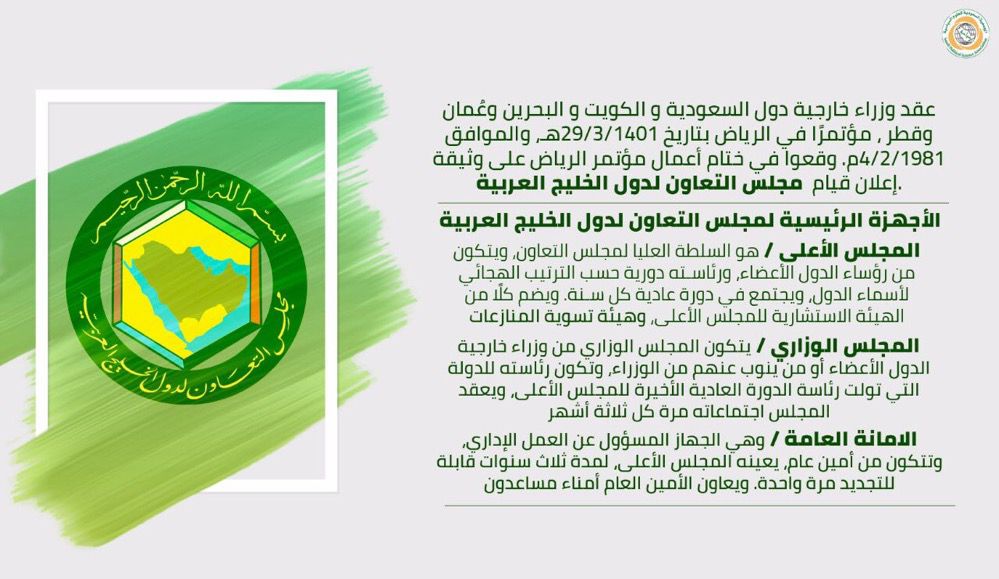 عقد وزراء خارجية دول السعودية و الكويت و البحرين وعُمان
وقطر ، مؤتمرًا في الرياض بتاريخ 29/3/1401هـ، والموافق
4/2/1981م. وقعوا في ختام أعمال مؤتمر الرياض على وثيقة
إعلان قيام مجلس التعاون لدول الخليج العربية.
الأجهزة الرئيسية لمجلس التعاون لدول الخليج العربية
المجلس الأعلى / هو السلطة العليا لمجلس التعاون، ويتكون
من رؤساء الدول الأعضاء، ورئاسته دورية حسب الترتيب الهجائي
لأسماء الدول، ويجتمع في دورة عادية كل سنة. ويضم كلًا من
الهيئة الاستشارية للمجلس الأعلى، وهيئة تسوية المنازعات
المجلس الوزاري / يتكون المجلس الوزاري من وزراء خارجية
الدول الأعضاء أو من ينوب عنهم من الوزراء، وتكون رئاسته للدولة
التي تولت رئاسة الدورة العادية الأخيرة للمجلس الأعلى، ويعقد
المجلس اجتماعاته مرة كل ثلاثة أشهر
الامانة العامة / وهي الجهاز المسؤول عن العمل الإداري،
وتتكون من أمين عام، يعينه المجلس الأعلى، لمدة ثلاث سنوات قابلة
للتجديد مرة واحدة. ويعاون الأمين العام أمناء مساعدون
بسم الله الرحمن الرحيم
مجلس التعاون لدول الخليج العربية